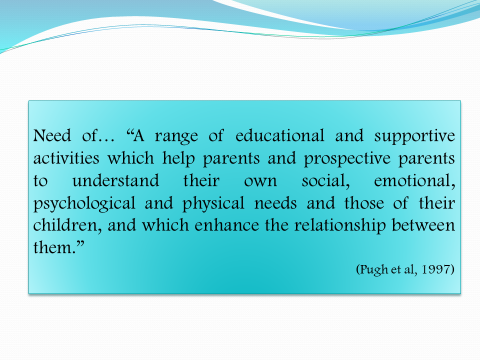 Need of… “A range of educational and supportive
activities which help parents and prospective parents
to understand their own social, emotional,
psychological and physical needs and those of their
children, and which enhance the relationship between
them.”
(Pugh et al, 1997)